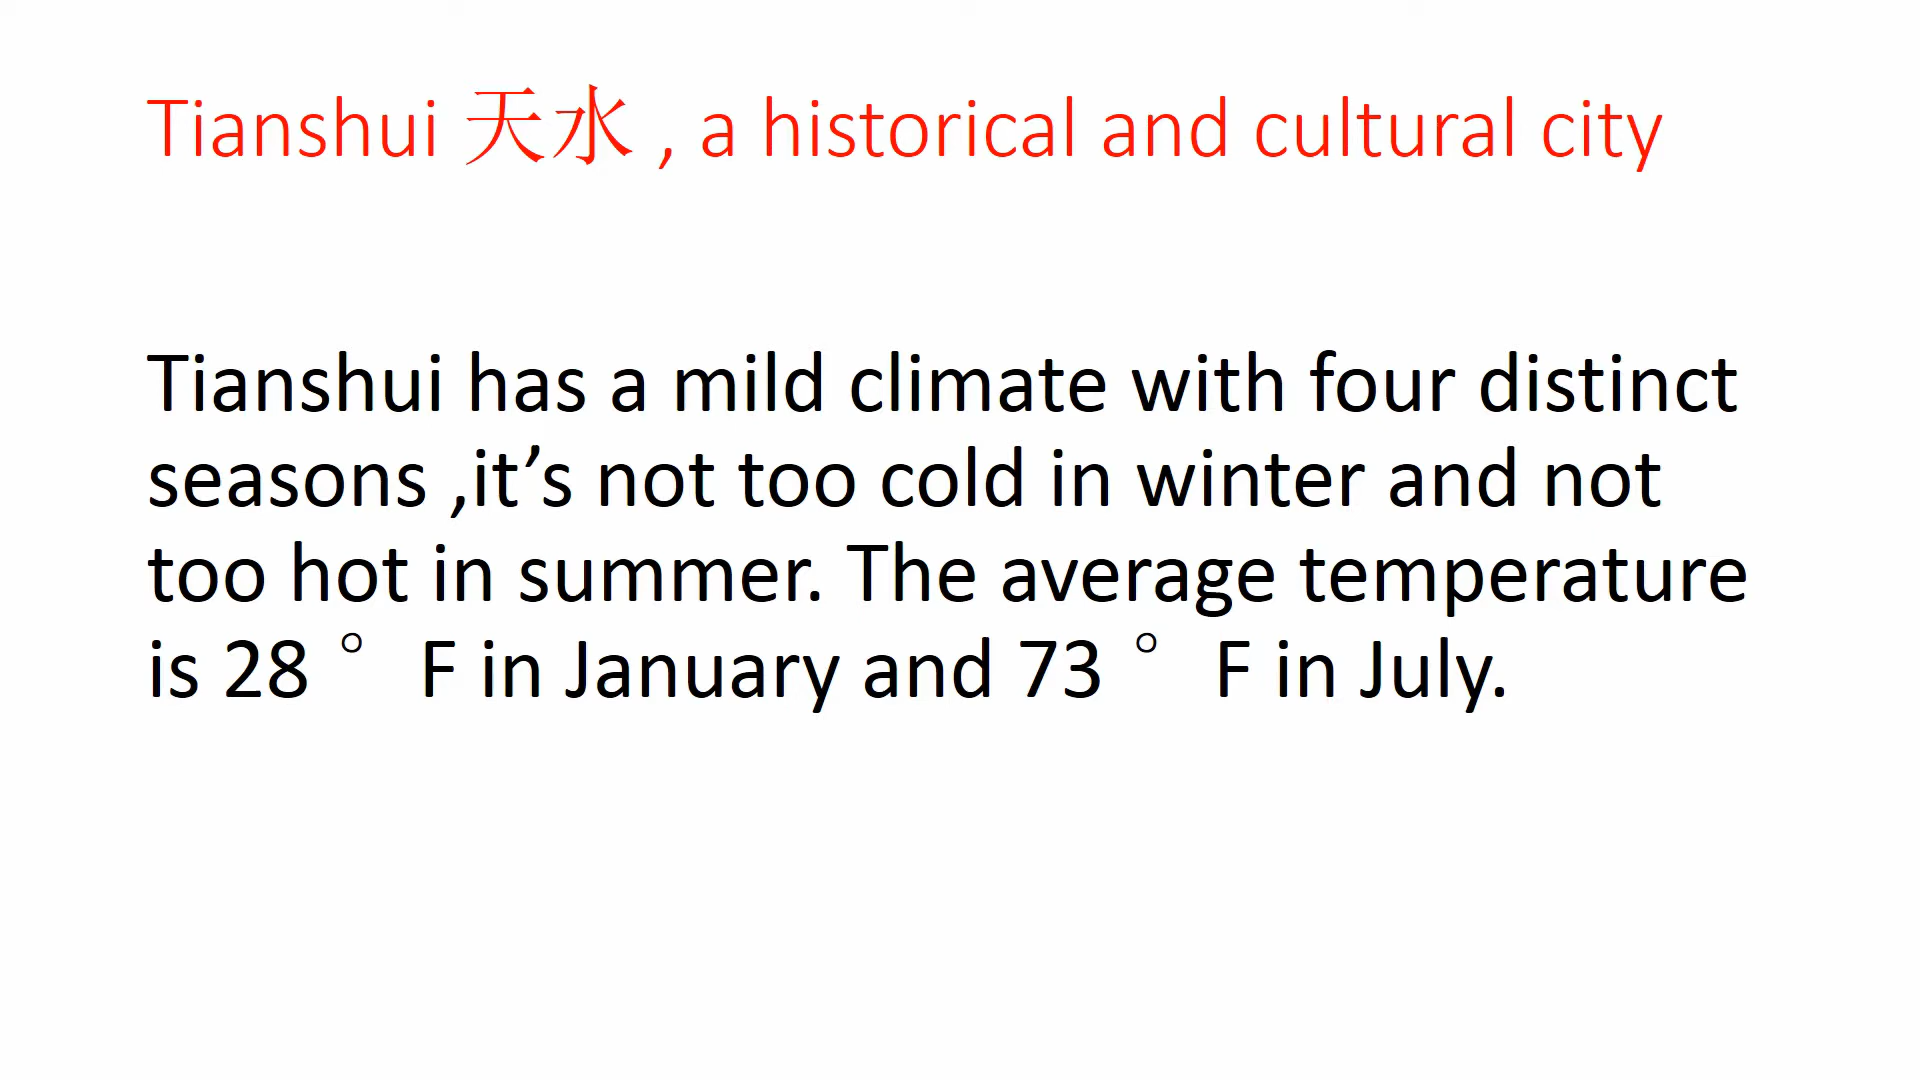 Tianshui 天水 , a historical and cultural city
Tianshui has a mild climate with four distinct
seasons ,it’s not too cold in winter and not
too hot in summer. The average temperature
is 28 ° F in January and 73 ° F in July.